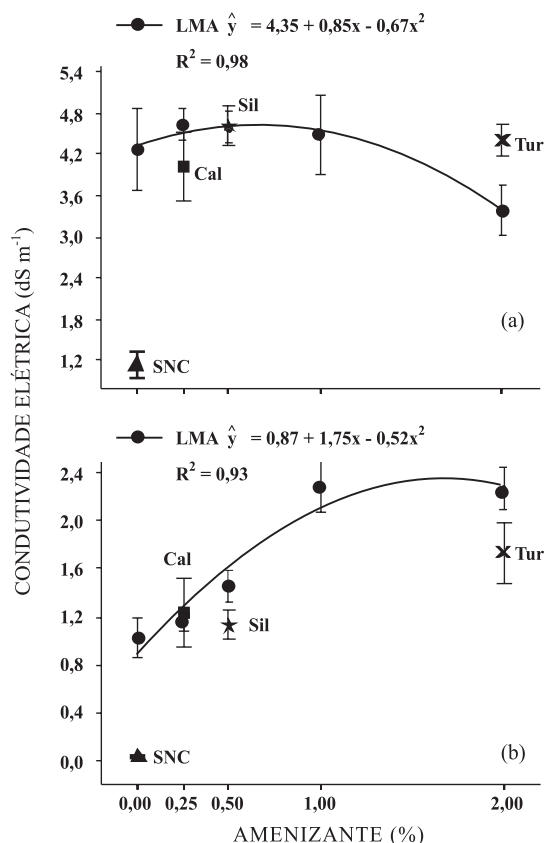 LMA ŷ = 4,35 + 0,85x - 0,67x²
R² = 0,98
5,4
4,8
4,2
3,6
3,0
2,4
1,8
1,2
Sil
Cal
Tur
SNC
(a)
CONDUTIVIDADE ELÉTRICA (dS m⁻¹)
LMA ŷ = 0,87 + 1,75x - 0,52x²
R² = 0,93
2,4
2,0
1,6
1,2
0,8
0,4
0,0
Cal
Sil
Tur
SNC
(b)
0,00 0,25 0,50 1,00 2,00
AMENIZANTE (%)